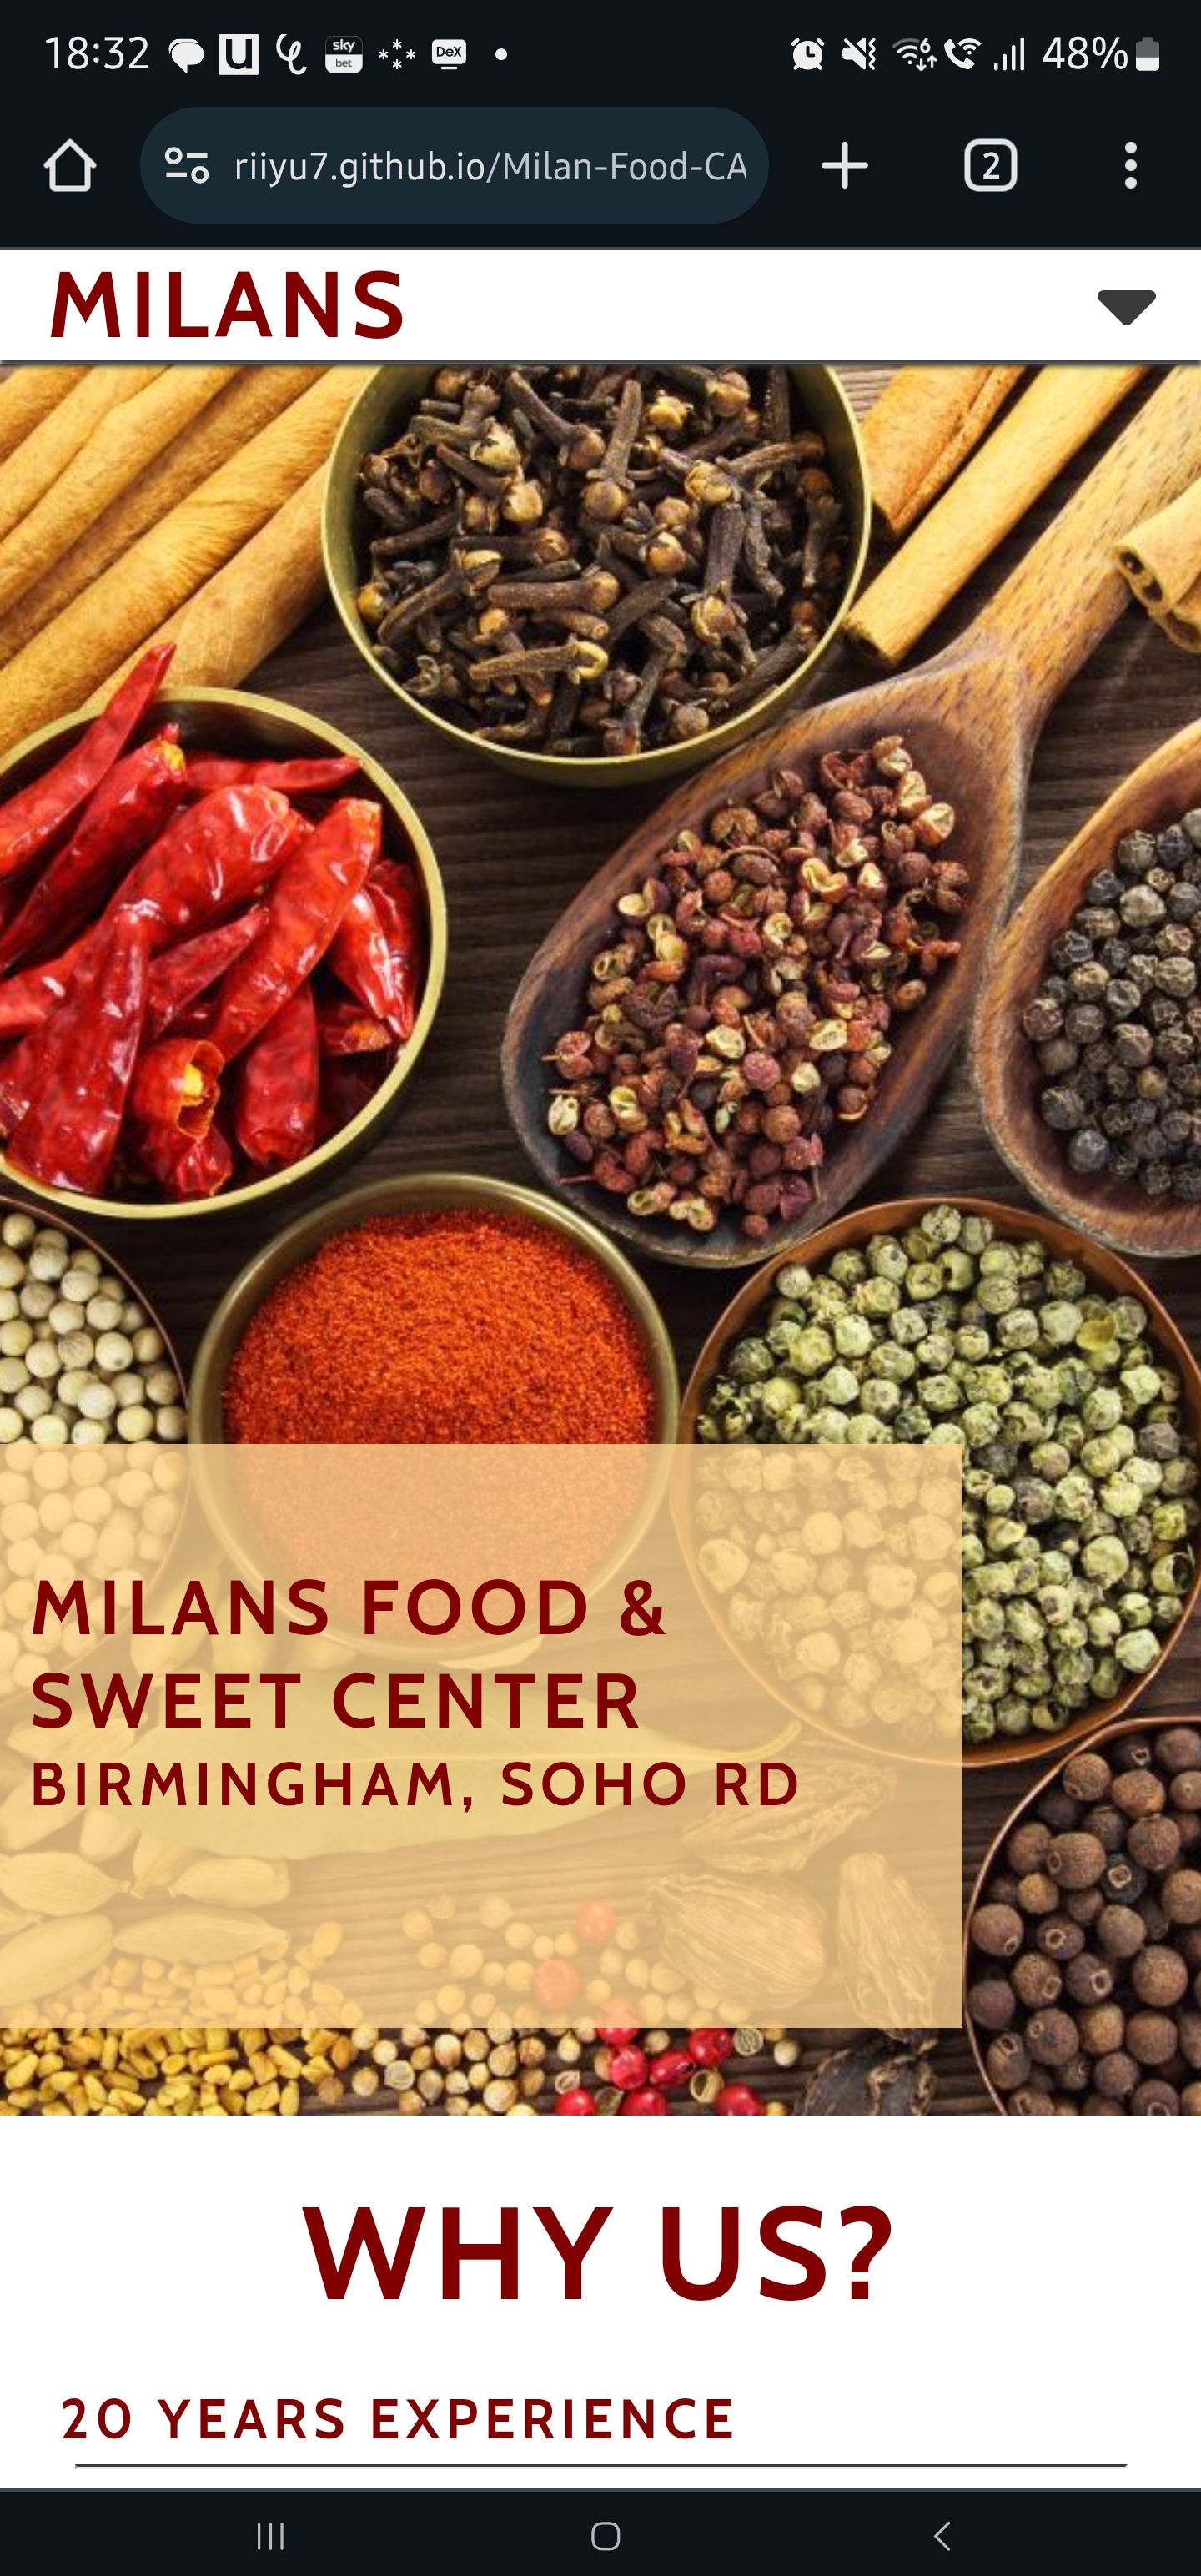 18:32 sky bet DeX 6 48%
riiyu7.github.io/Milan-Food-CA 2
MILANS
MILANS FOOD &
SWEET CENTER
BIRMINGHAM, SOHO RD
WHY US?
20 YEARS EXPERIENCE